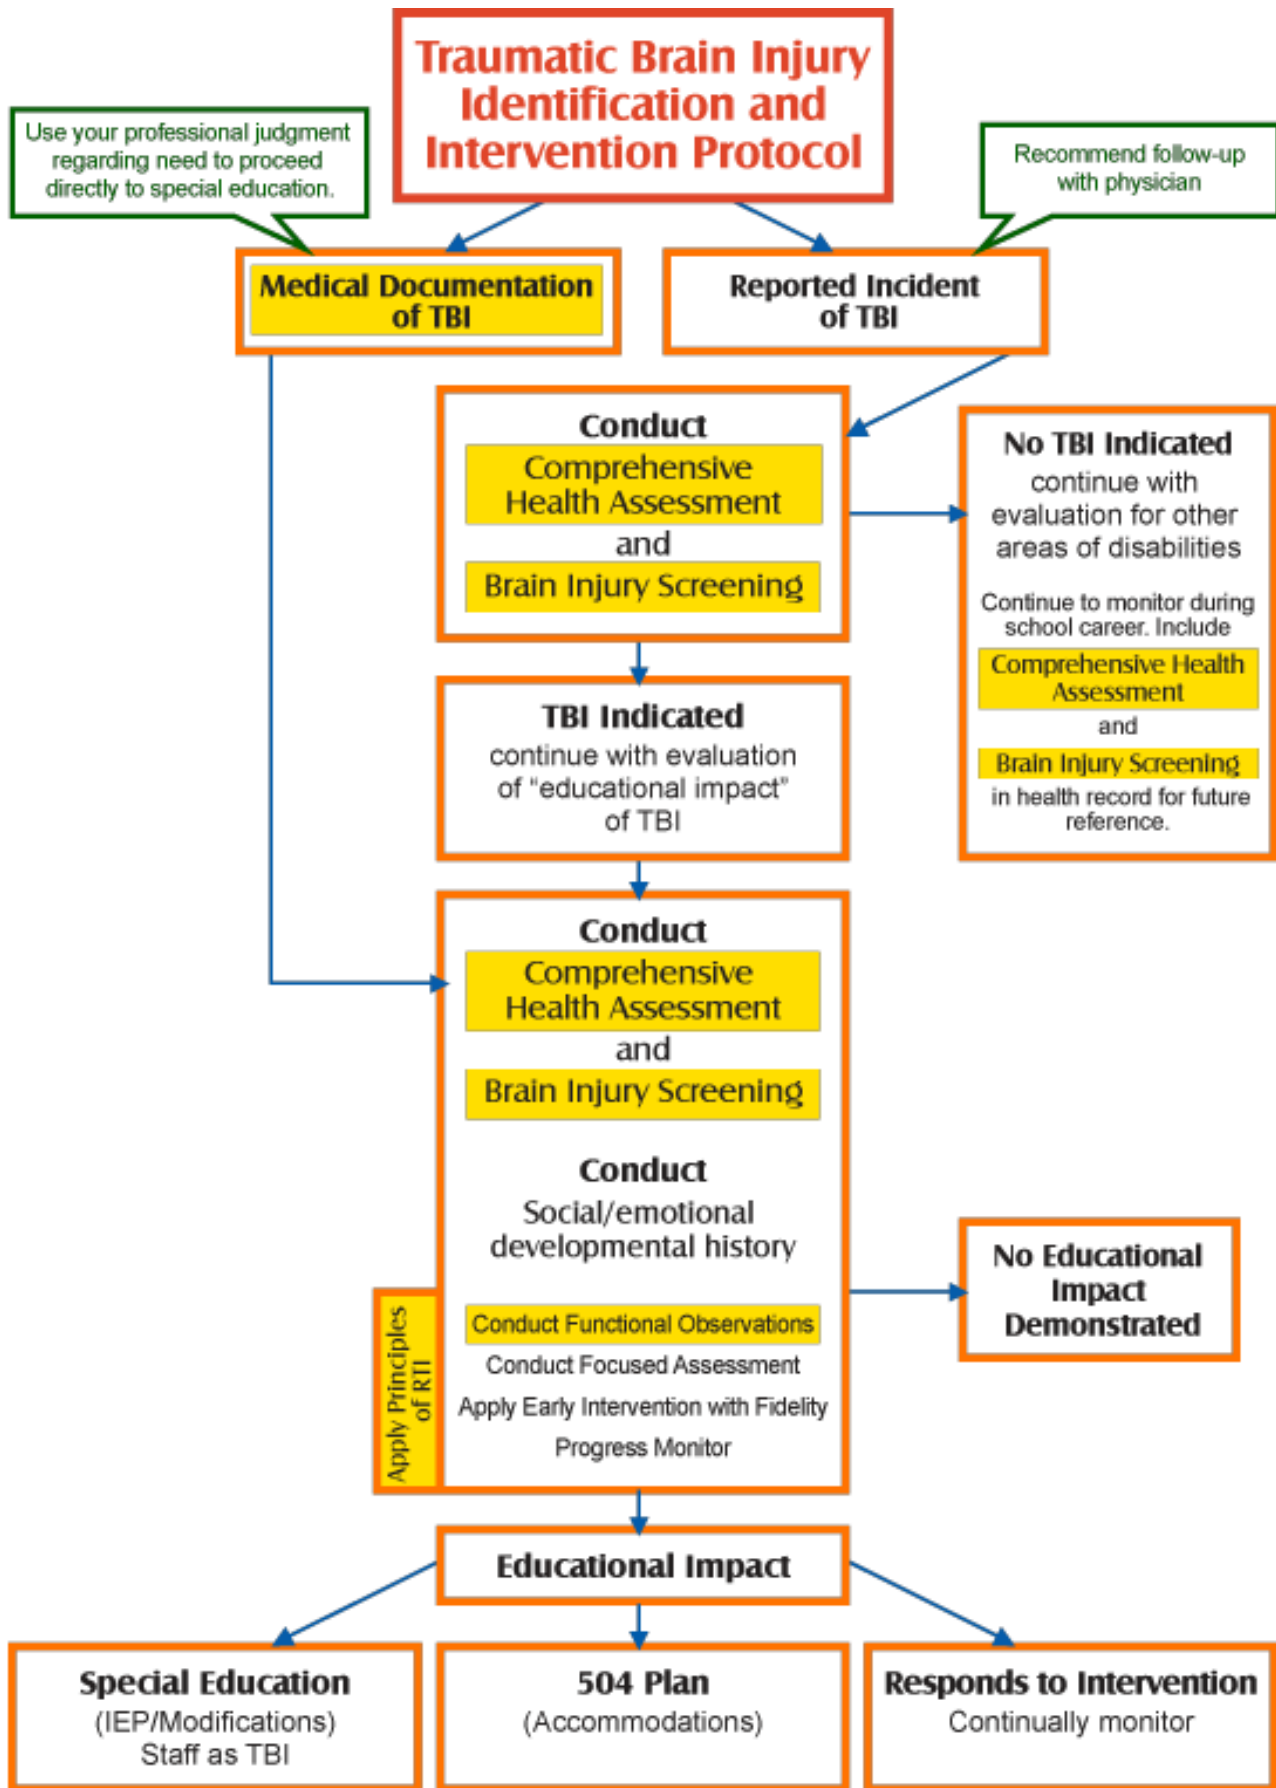 Traumatic Brain Injury
Identification and
Intervention Protocol
Use your professional judgment
regarding need to proceed
directly to special education.
Recommend follow-up
with physician
Medical Documentation
of TBI
Reported Incident
of TBI
Conduct
Comprehensive
Health Assessment
and
Brain Injury Screening
No TBI Indicated
continue with
evaluation for other
areas of disabilities
Continue to monitor during
school career. Include
Comprehensive Health
Assessment
and
Brain Injury Screening
in health record for future
reference.
TBI Indicated
continue with evaluation
of “educational impact”
of TBI
Conduct
Comprehensive
Health Assessment
and
Brain Injury Screening
Conduct
Social/emotional
developmental history
Apply Principles
of RTI
Conduct Functional Observations
Conduct Focused Assessment
Apply Early Intervention with Fidelity
Progress Monitor
No Educational
Impact
Demonstrated
Educational Impact
Special Education
(IEP/Modifications)
Staff as TBI
504 Plan
(Accommodations)
Responds to Intervention
Continually monitor